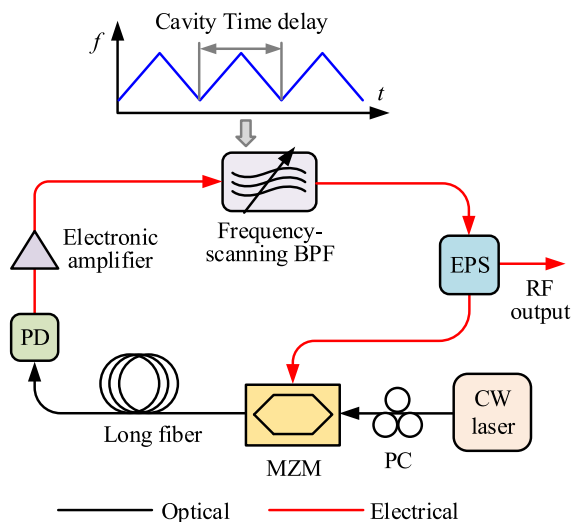 Cavity Time delay
f
t
Frequency-
scanning BPF
Electronic
amplifier
EPS
RF
output
PD
CW
laser
Long fiber
MZM
PC
Optical
Electrical